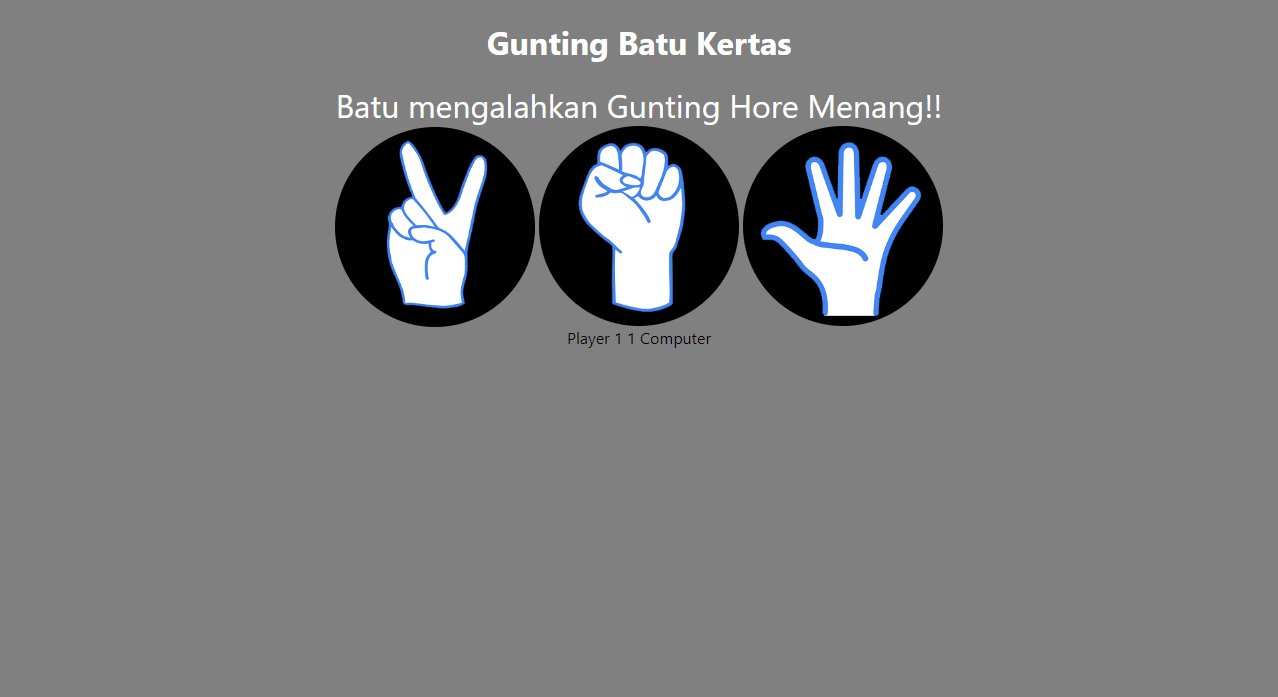 Gunting Batu Kertas
Batu mengalahkan Gunting Hore Menang!!
Player 1 1 Computer